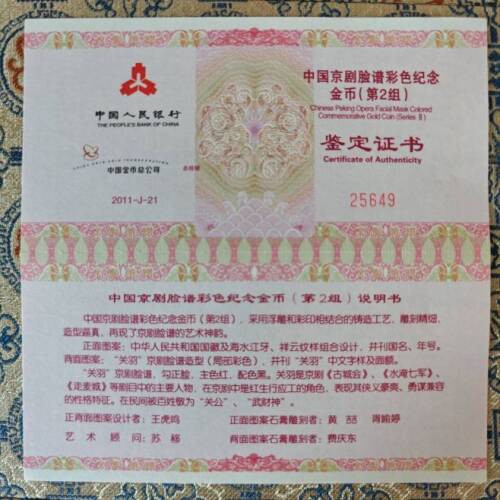 中国人民银行
THE PEOPLE'S BANK OF CHINA
CHINA GOLD COIN INCORPORATION
中国金币总公司
2011-J-21
中国京剧脸谱彩色纪念
金币(第2组)
Chinese Peking Opera Facial Mask Colored
Commemorative Gold Coin (Series Ⅱ)
鉴定证书
Certificate of Authenticity
25649
中国京剧脸谱彩色纪念金币(第2组)说明书
中国京剧脸谱彩色纪念金币(第2组),采用浮雕和彩印相结合的铸造工艺,雕刻精细,
造型逼真,再现了京剧脸谱的艺术神韵。
正面图案:中华人民共和国国徽及海水江牙、祥云纹样组合设计,并刊国名、年号。
背面图案:“关羽”京剧脸谱造型(局部彩色),并刊“关羽”中文字样及面额。
“关羽”京剧脸谱,勾正脸,主色红,配色黑。关羽是京剧《古城会》、《水淹七军》、
《走麦城》等剧目中的主要人物,在京剧中是红生行应工的角色,表现其侠义豪爽、勇谋兼容
的性格特征。在民间被百姓敬为“关公”、“武财神”。
正背面图案设计者:王虎鸣
正面图案石膏雕刻者:黄喆 消喻婷
艺术顾问:苏移
背面图案石膏雕刻者:费庆东